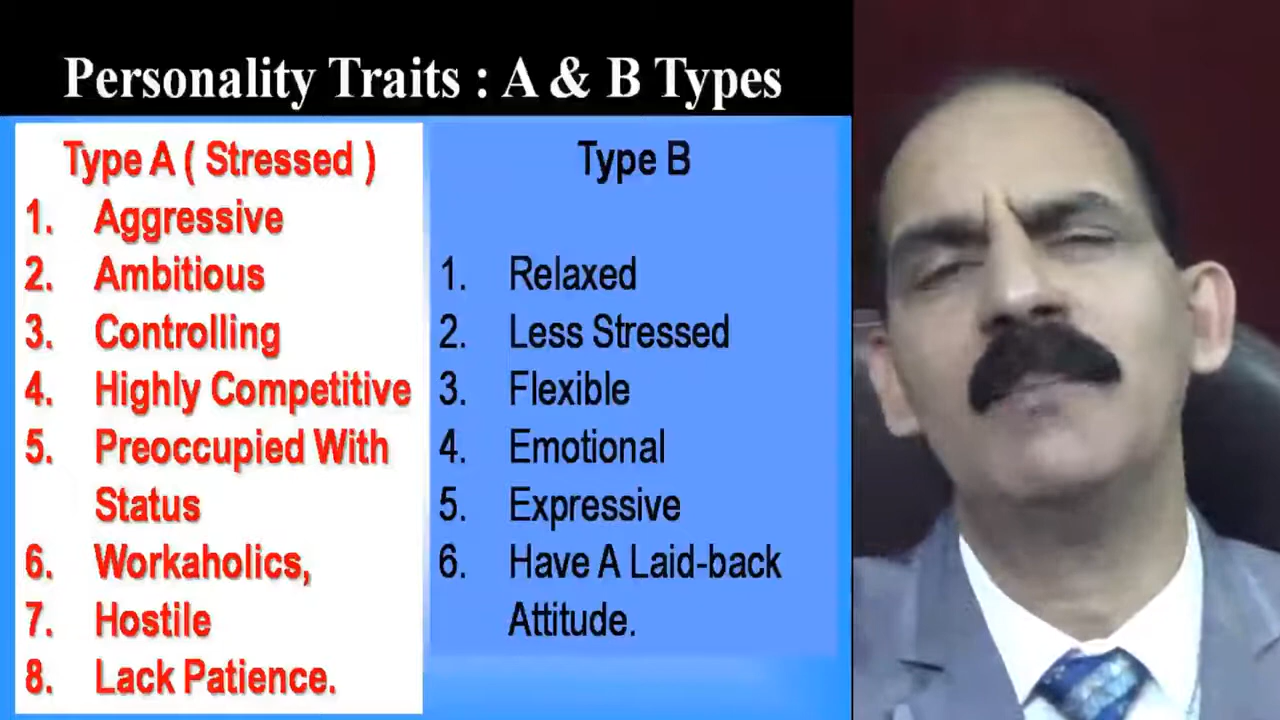 Personality Traits : A & B Types
Type A ( Stressed )
1. Aggressive
2. Ambitious
3. Controlling
4. Highly Competitive
5. Preoccupied With
Status
6. Workaholics,
7. Hostile
8. Lack Patience.
Type B
1. Relaxed
2. Less Stressed
3. Flexible
4. Emotional
5. Expressive
6. Have A Laid-back
Attitude.